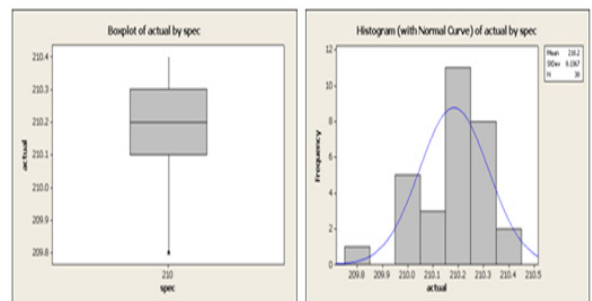 Boxplot of actual by spec
actual
210.4
210.3
210.2
210.1
210.0
209.9
209.8
210
spec
Histogram (with Normal Curve) of actual by spec
Frequency
12
10
8
6
4
2
0
209.8 209.9 210.0 210.1 210.2 210.3 210.4 210.5
actual
Mean 210.2
StDev
N 30